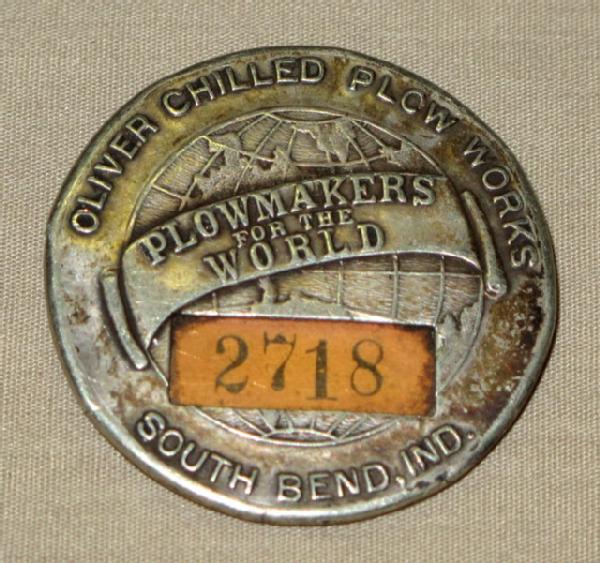 OLIVER CHILLED PLOW WORKS
PLOWMAKERS
FOR THE
WORLD
2718
SOUTH BEND, IND.